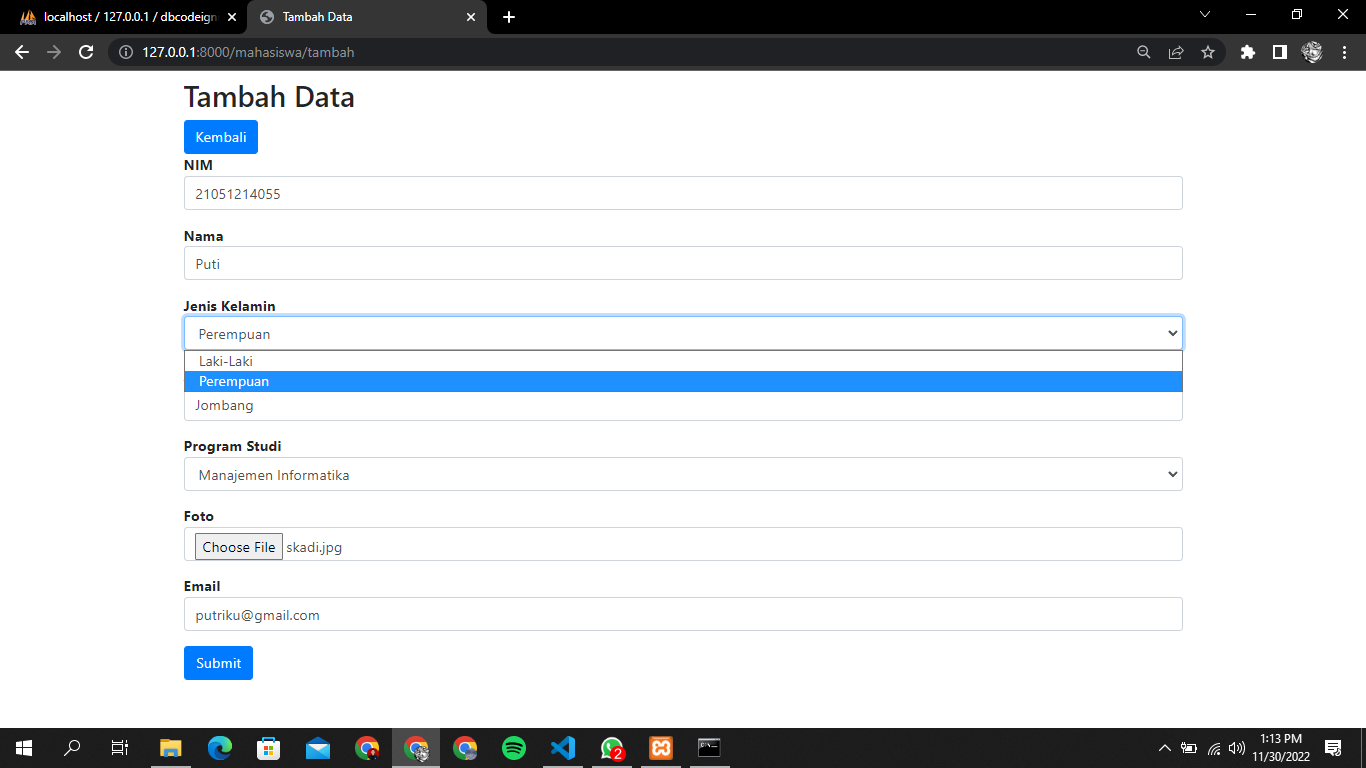 localhost / 127.0.0.1 / dbcodeign
Tambah Data
127.0.0.1:8000/mahasiswa/tambah
Tambah Data
Kembali
NIM
21051214055
Nama
Puti
Jenis Kelamin
Perempuan
Laki-Laki
Perempuan
Jombang
Program Studi
Manajemen Informatika
Foto
Choose File skadi.jpg
Email
putriku@gmail.com
Submit
2
1:13 PM
11/30/2022